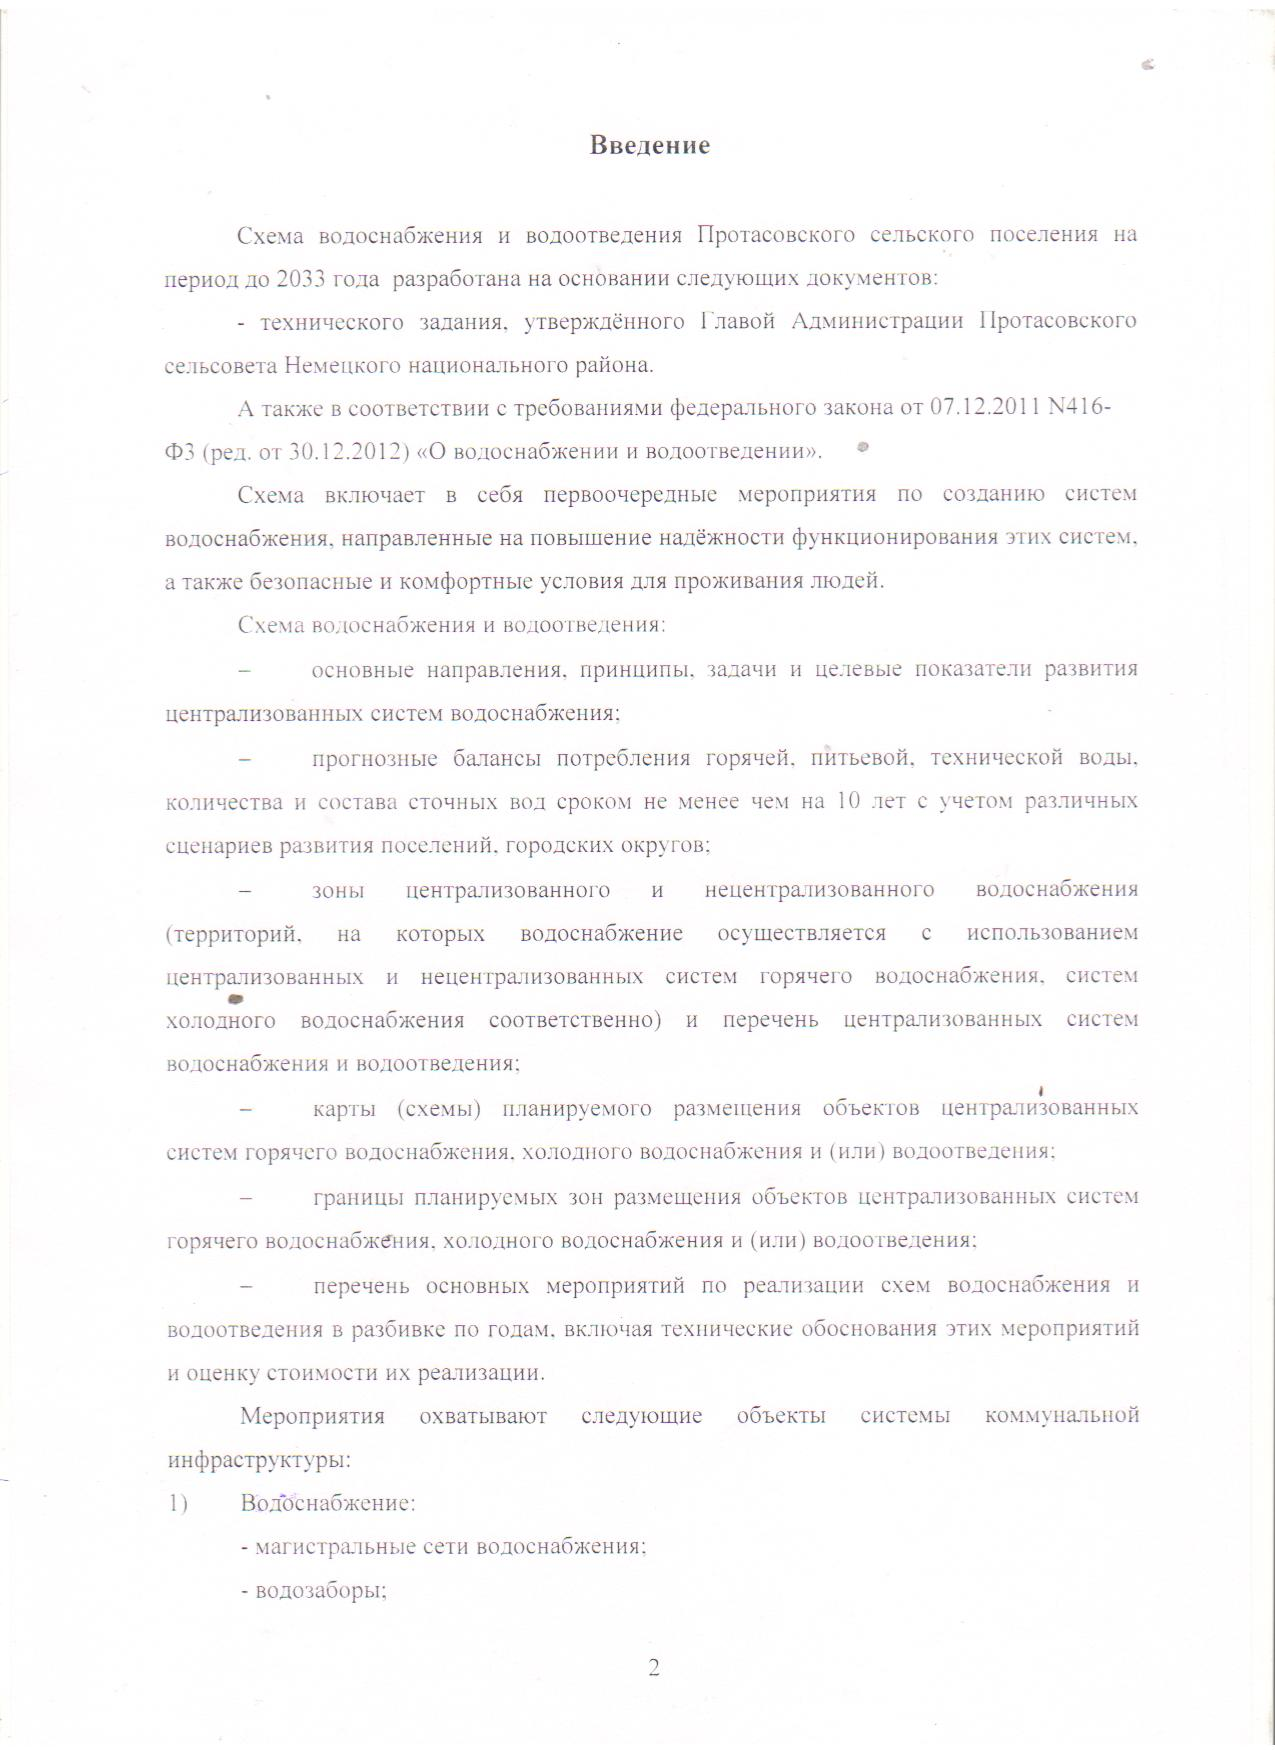 Введение
Схема водоснабжения и водоотведения Протасовского сельского поселения на
период до 2033 года разработана на основании следующих документов:
- технического задания, утверждённого Главой Администрации Протасовского
сельсовета Немецкого национального района.
А также в соответствии с требованиями федерального закона от 07.12.2011 N416-
ФЗ (ред. от 30.12.2012) «О водоснабжении и водоотведении».
Схема включает в себя первоочередные мероприятия по созданию систем
водоснабжения, направленные на повышение надёжности функционирования этих систем,
а также безопасные и комфортные условия для проживания людей.
Схема водоснабжения и водоотведения:
– основные направления, принципы, задачи и целевые показатели развития
централизованных систем водоснабжения;
– прогнозные балансы потребления горячей, питьевой, технической воды,
количества и состава сточных вод сроком не менее чем на 10 лет с учетом различных
сценариев развития поселений, городских округов;
– зоны централизованного и нецентрализованного водоснабжения
(территорий, на которых водоснабжение осуществляется с использованием
централизованных и нецентрализованных систем горячего водоснабжения, систем
холодного водоснабжения соответственно) и перечень централизованных систем
водоснабжения и водоотведения;
– карты (схемы) планируемого размещения объектов централизованных
систем горячего водоснабжения, холодного водоснабжения и (или) водоотведения;
– границы планируемых зон размещения объектов централизованных систем
горячего водоснабжения, холодного водоснабжения и (или) водоотведения;
– перечень основных мероприятий по реализации схем водоснабжения и
водоотведения в разбивке по годам, включая технические обоснования этих мероприятий
и оценку стоимости их реализации.
Мероприятия охватывают следующие объекты системы коммунальной
инфраструктуры:
1) Водоснабжение:
- магистральные сети водоснабжения;
- водозаборы;
2